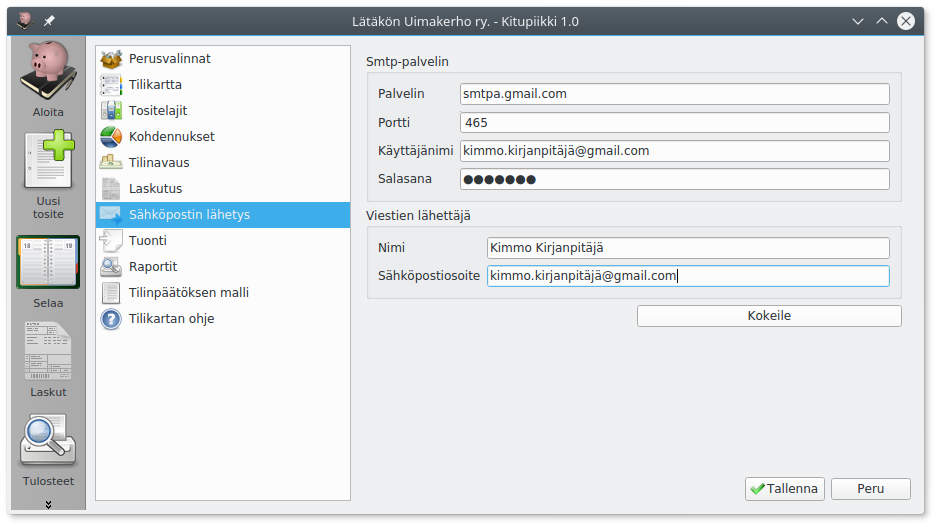 Lätäkön Uimakerho ry. - Kitupiikki 1.0
Aloita
Uusi
tosite
18
19
Selaa
Laskut
Tulosteet
Perusvalinnat
Tilikartta
Tositelajit
Kohdennukset
Tilinavaus
Laskutus
Sähköpostin lähetys
Tuonti
Raportit
Tilinpäätöksen malli
Tilikartan ohje
Smtp-palvelin
Palvelin smtpa.gmail.com
Portti 465
Käyttäjänimi kimmo.kirjanpitäjä@gmail.com
Salasana ●●●●●●●
Viestien lähettäjä
Nimi Kimmo Kirjanpitäjä
Sähköpostiosoite kimmo.kirjanpitäjä@gmail.com
Kokeile
Tallenna Peru